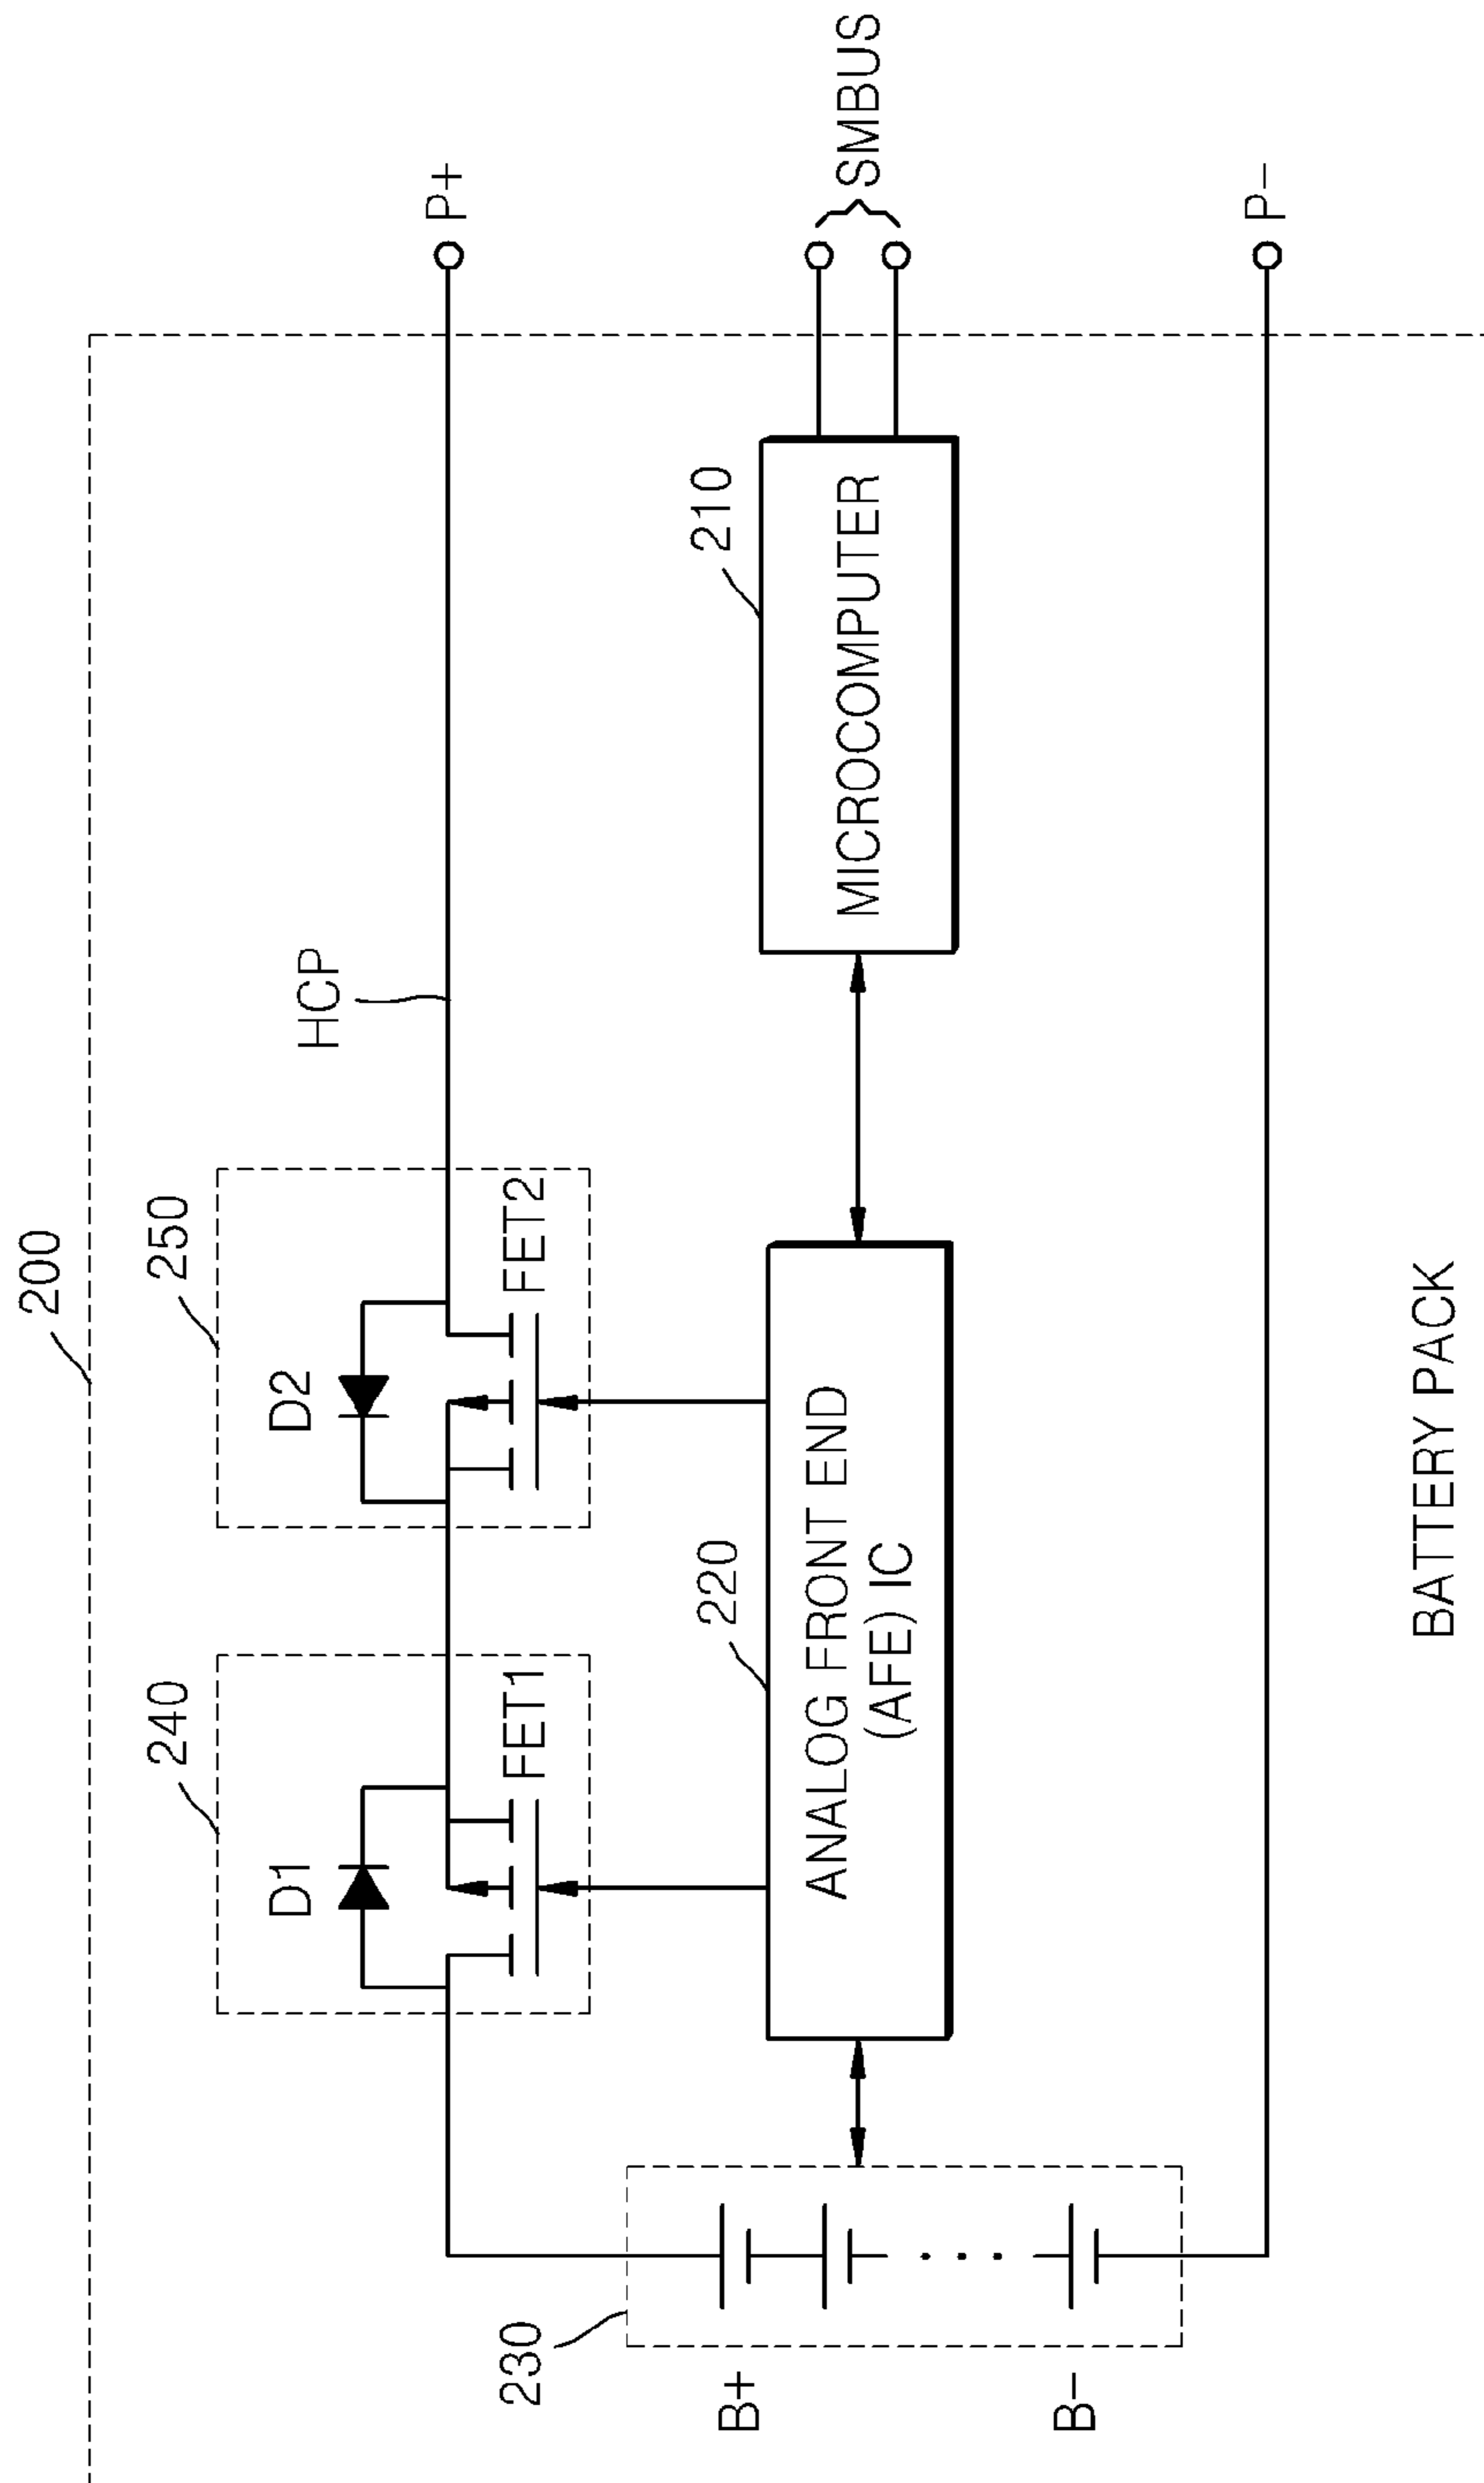 200
240
250
D1
D2
HCP
P+
FET1
FET2
230
220
210
B+
ANALOG FRONT END
(AFE) IC
MICROCOMPUTER
SMBUS
B-
P-
BATTERY PACK